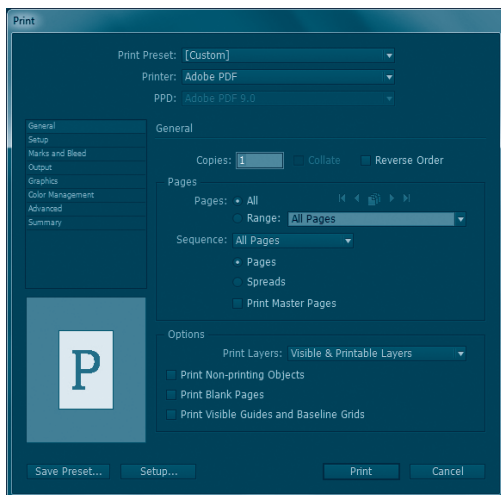 Print
Print Preset: [Custom]
Printer: Adobe PDF
PPD: Adobe PDF 9.0
General
Setup
Marks and Bleed
Output
Graphics
Color Management
Advanced
Summary
General
Copies: 1 Collate Reverse Order
Pages
Pages: All
Range: All Pages
Sequence: All Pages
Pages
Spreads
Print Master Pages
P
Options
Print Layers: Visible & Printable Layers
Print Non-printing Objects
Print Blank Pages
Print Visible Guides and Baseline Grids
Save Preset... Setup... Print Cancel